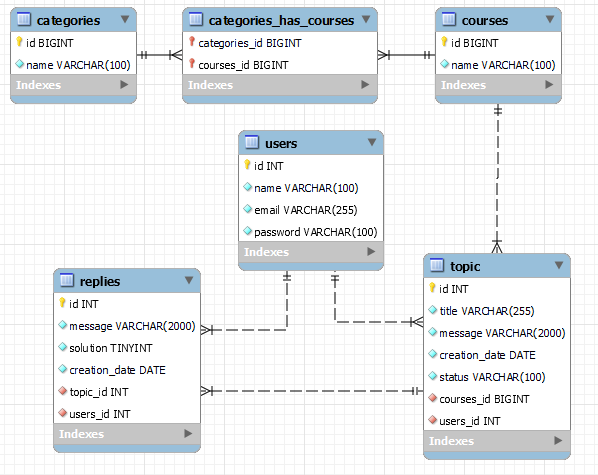 categories
id BIGINT
name VARCHAR(100)
Indexes
categories_has_courses
categories_id BIGINT
courses_id BIGINT
Indexes
courses
id BIGINT
name VARCHAR(100)
Indexes
users
id INT
name VARCHAR(100)
email VARCHAR(255)
password VARCHAR(100)
Indexes
replies
id INT
message VARCHAR(2000)
solution TINYINT
creation_date DATE
topic_id INT
users_id INT
Indexes
topic
id INT
title VARCHAR(255)
message VARCHAR(2000)
creation_date DATE
status VARCHAR(100)
courses_id BIGINT
users_id INT
Indexes